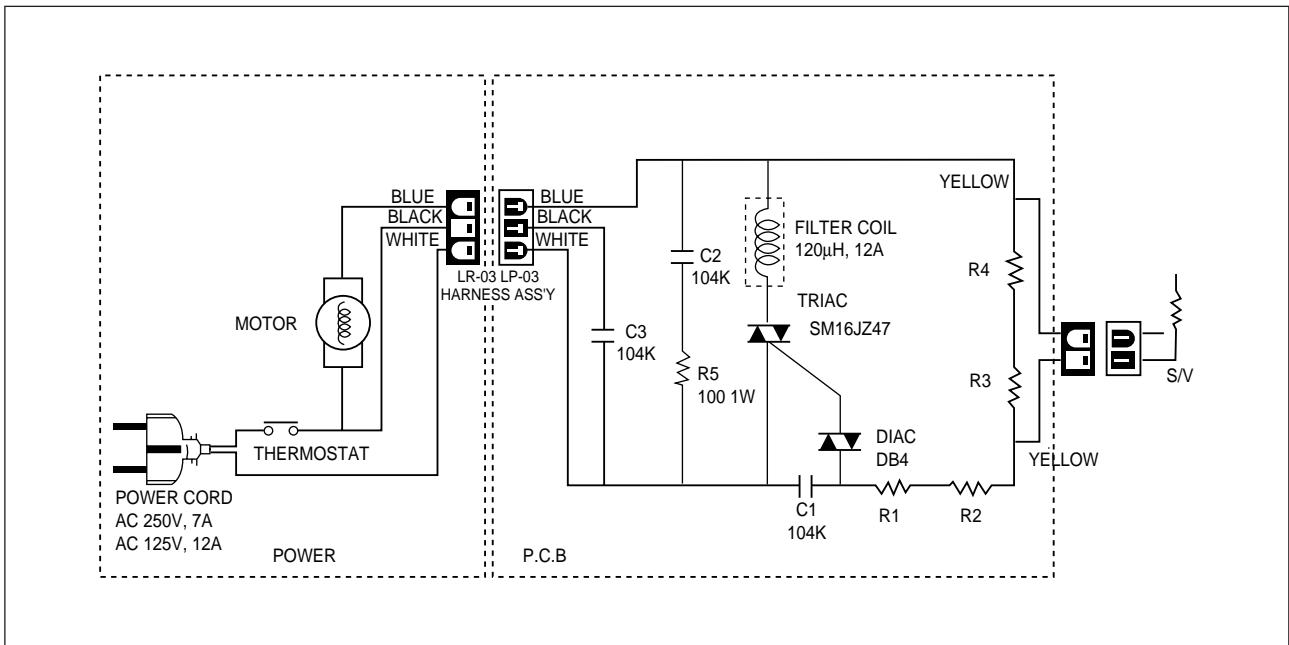 BLUE
BLACK
WHITE
LR-03 LP-03
HARNESS ASS'Y
BLUE
BLACK
WHITE
MOTOR
THERMOSTAT
POWER CORD
AC 250V, 7A
AC 125V, 12A
POWER
P.C.B
C3
104K
C2
104K
R5
100 1W
FILTER COIL
120µH, 12A
TRIAC
SM16JZ47
DIAC
DB4
C1
104K
R1
R2
YELLOW
R4
R3
YELLOW
S/V